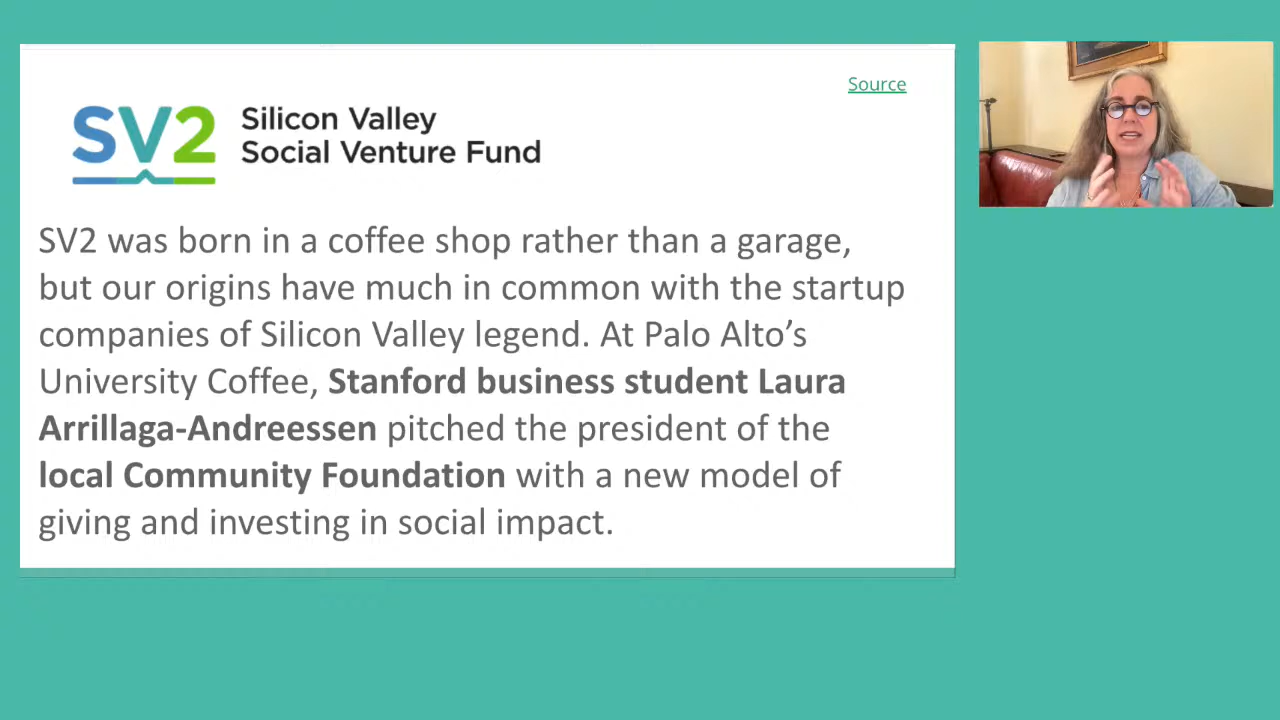 Source
SV2
Silicon Valley
Social Venture Fund
SV2 was born in a coffee shop rather than a garage,
but our origins have much in common with the startup
companies of Silicon Valley legend. At Palo Alto’s
University Coffee, Stanford business student Laura
Arrillaga-Andreessen pitched the president of the
local Community Foundation with a new model of
giving and investing in social impact.